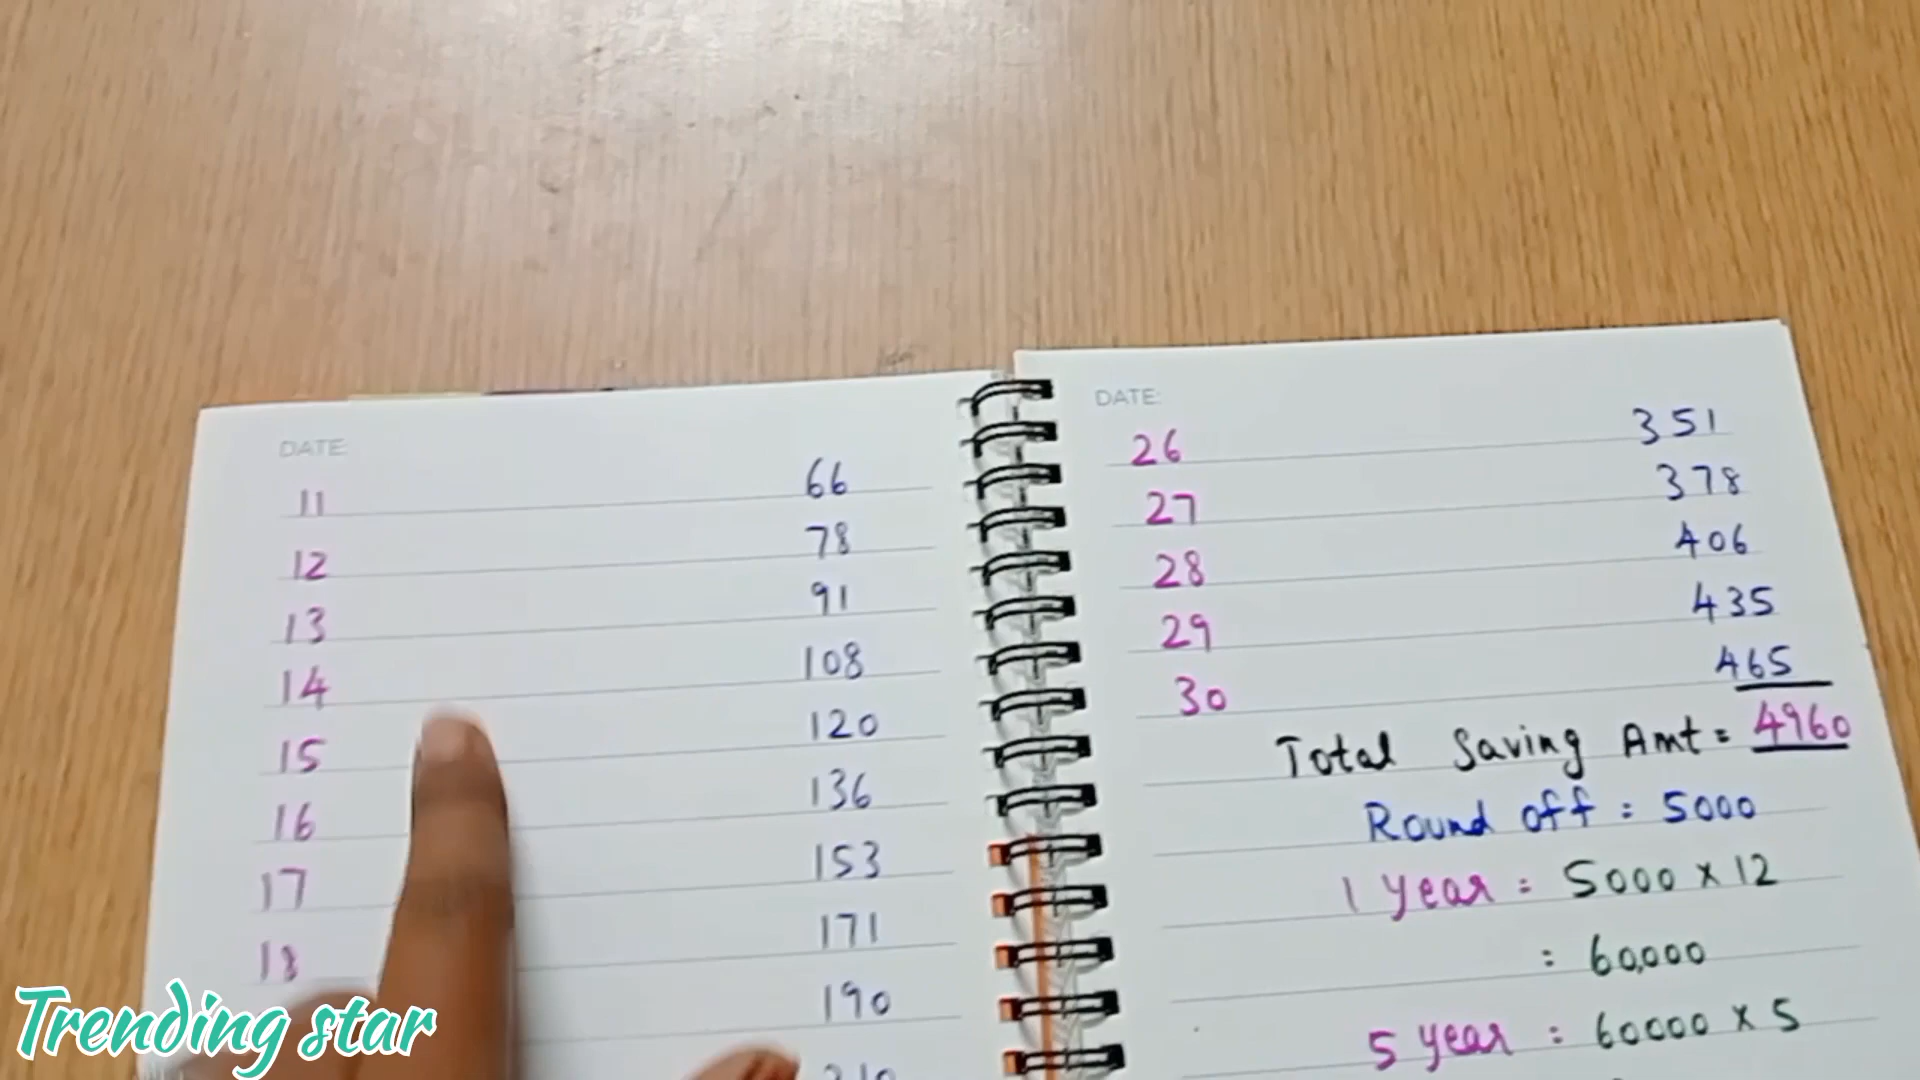 DATE:
11 66
12 78
13 91
14 108
15 120
16 136
17 153
18 171
190
210
DATE:
26 351
27 378
28 406
29 435
30 465
Total Saving Amt = 4960
Round off = 5000
1 year = 5000 x 12
= 60,000
5 year = 60000 x 5
Trending star